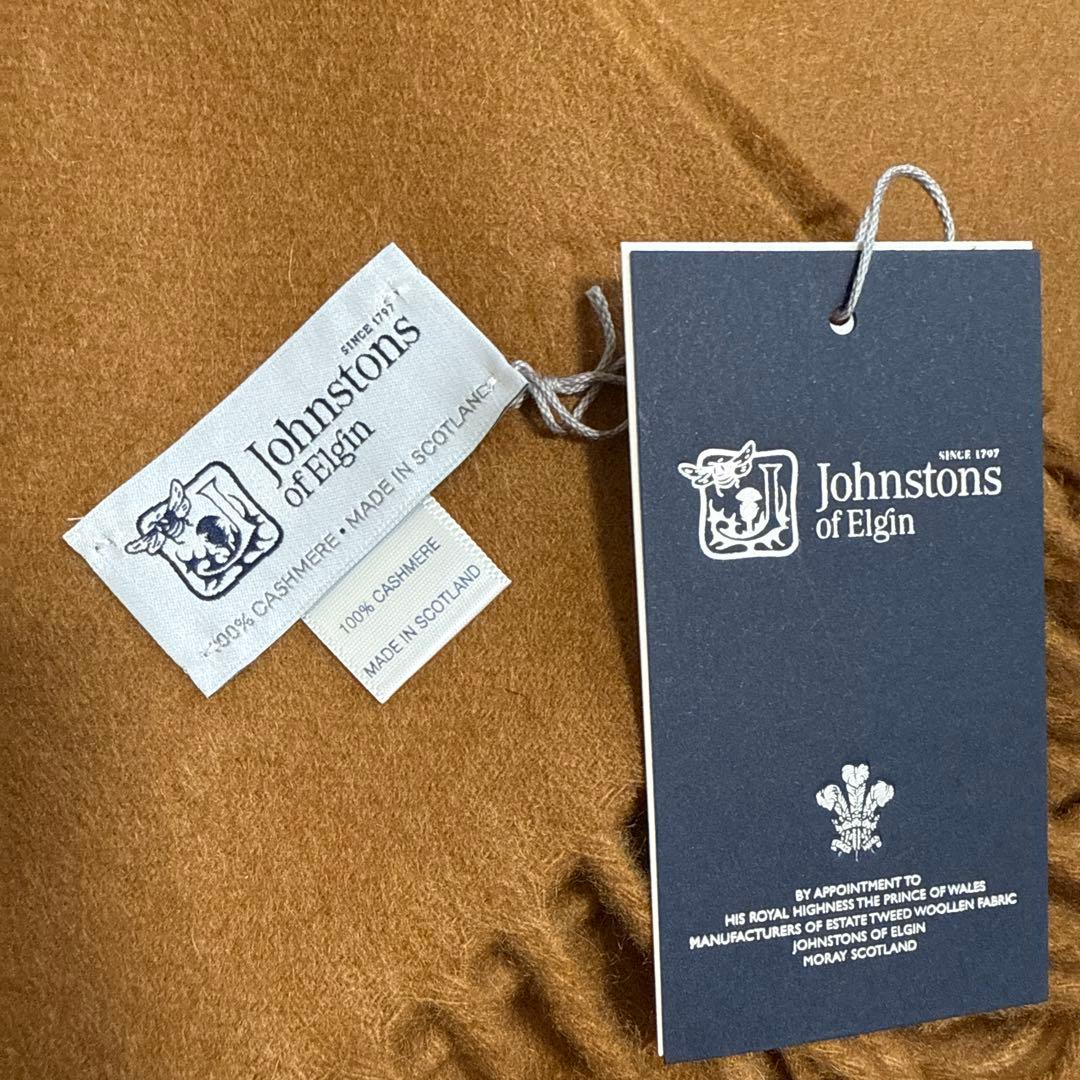 SINCE 1797
Johnstons
of Elgin
100% CASHMERE • MADE IN SCOTLAND
100% CASHMERE
MADE IN SCOTLAND
SINCE 1797
Johnstons
of Elgin
BY APPOINTMENT TO
HIS ROYAL HIGHNESS THE PRINCE OF WALES
MANUFACTURERS OF ESTATE TWEED WOOLLEN FABRIC
JOHNSTONS OF ELGIN
MORAY SCOTLAND